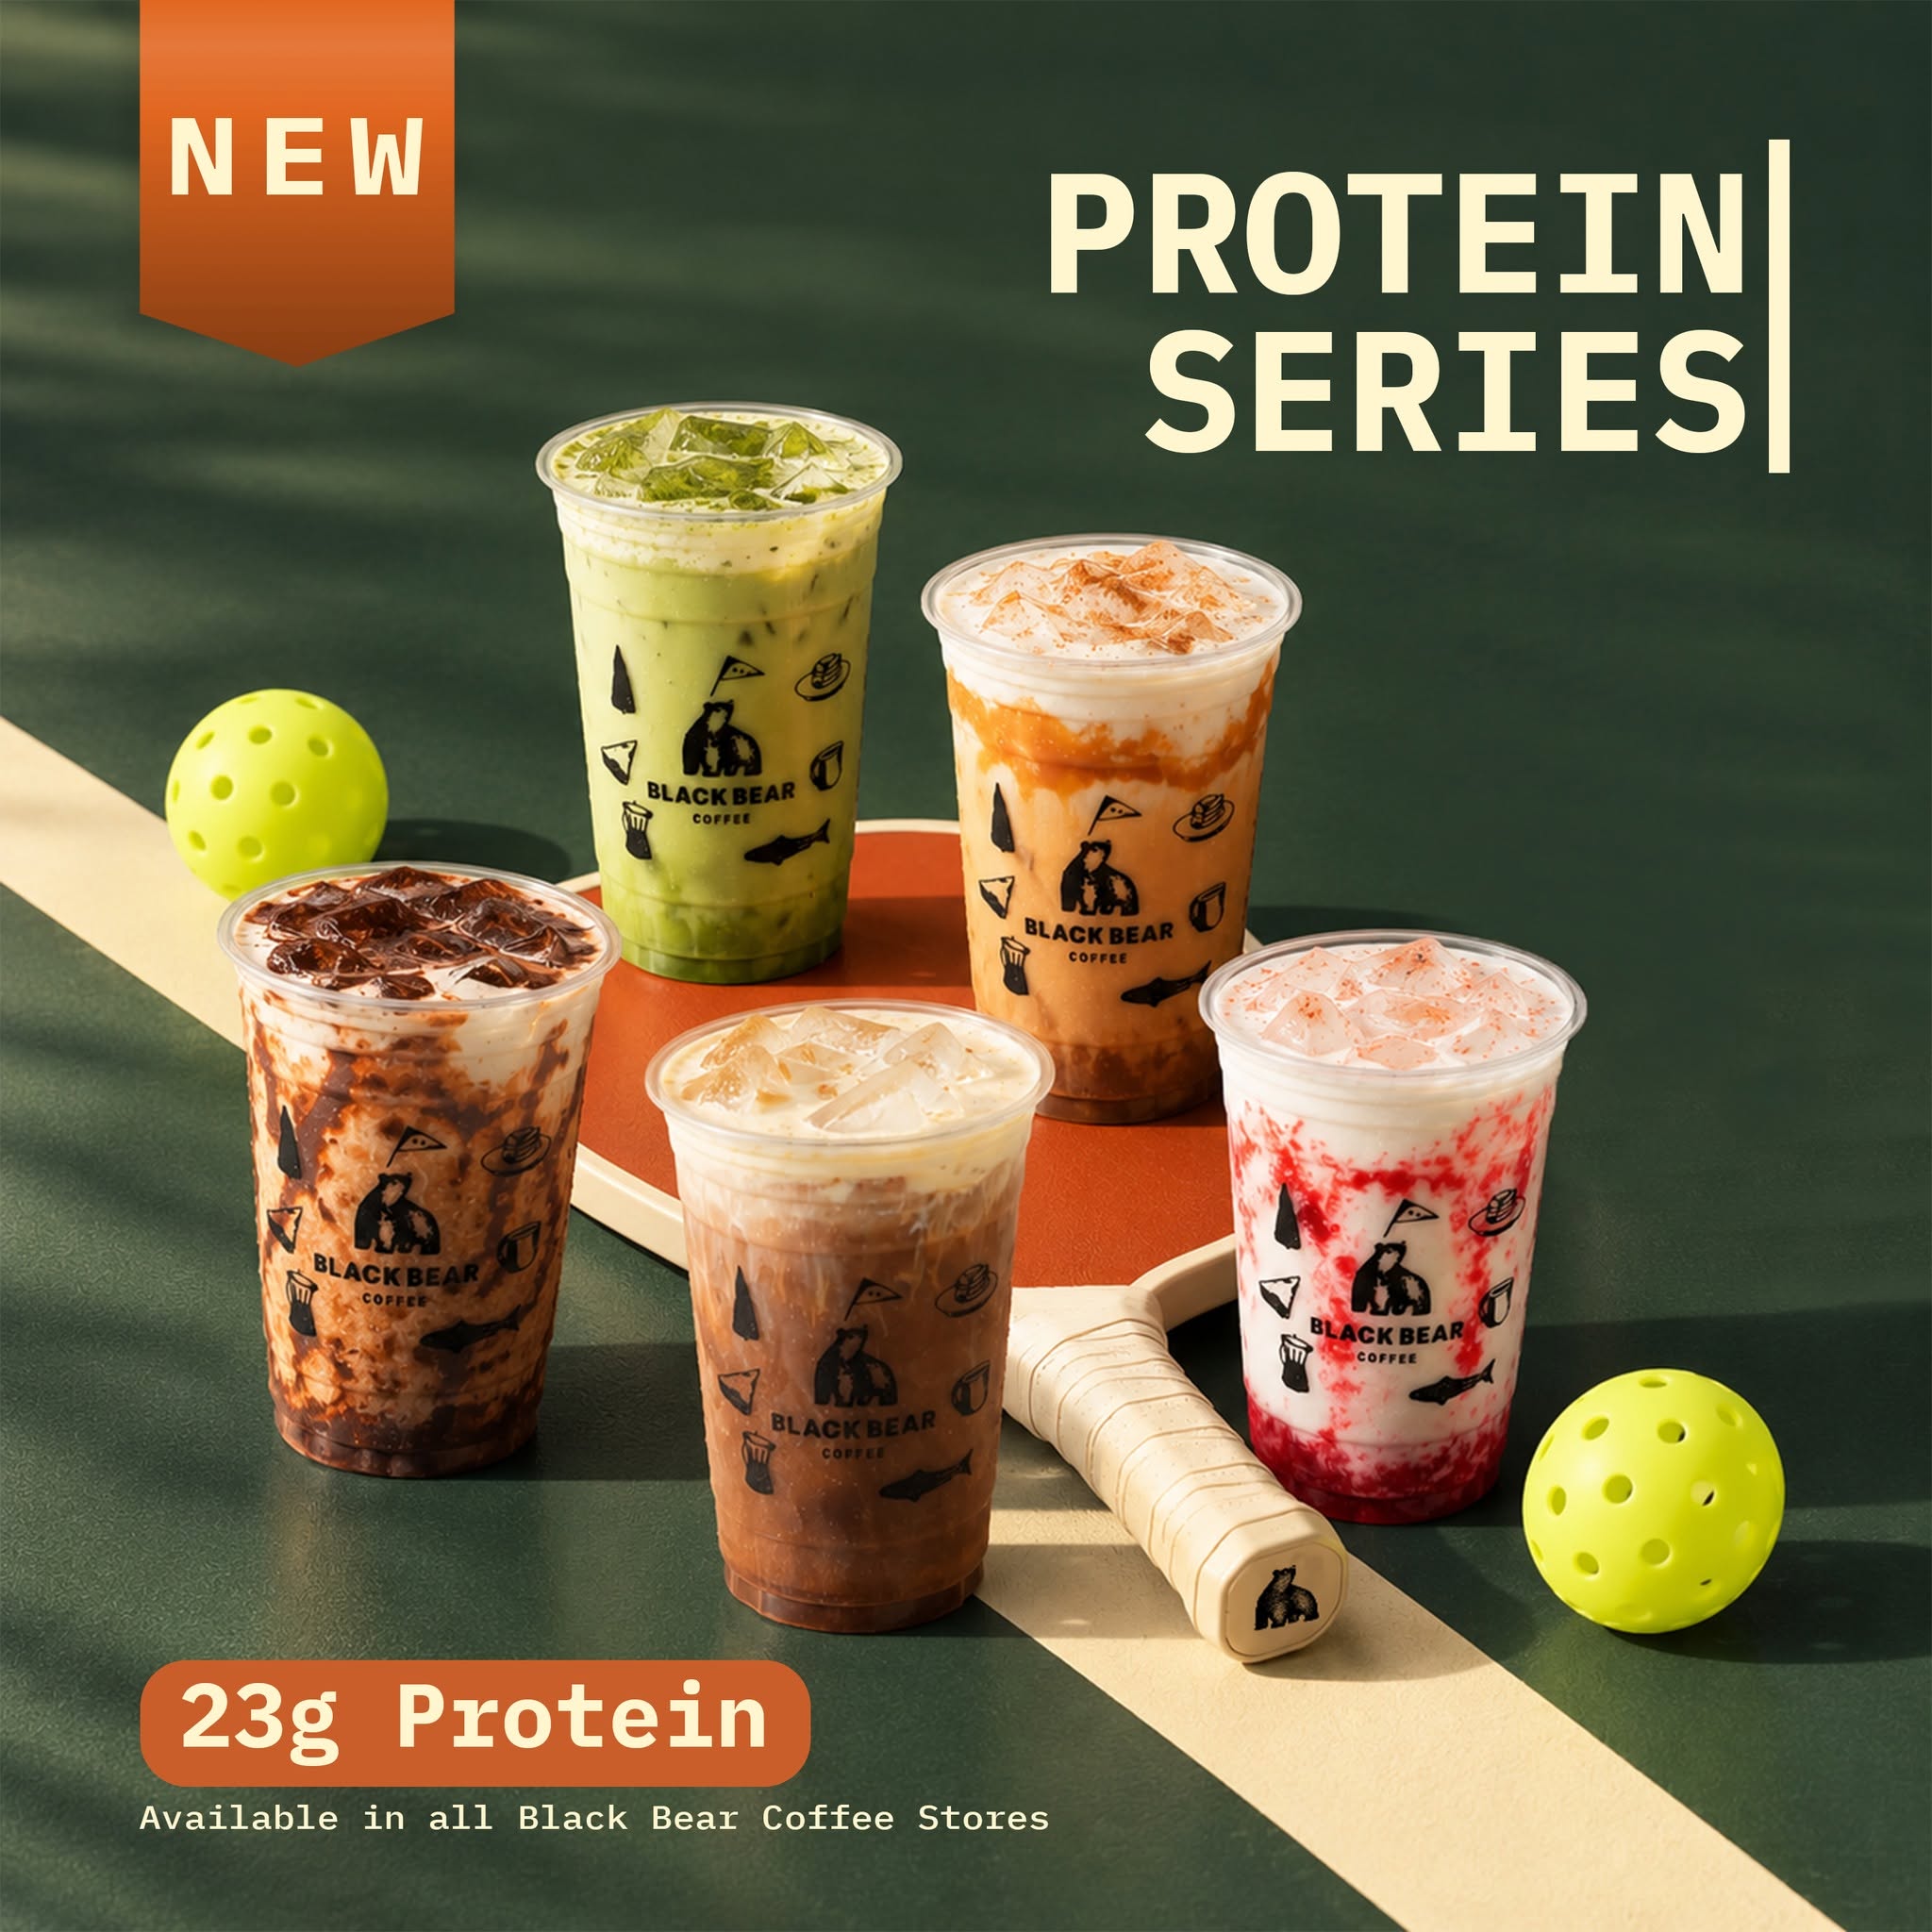 NEW
PROTEIN
SERIES
BLACK BEAR
COFFEE
BLACK BEAR
COFFEE
BLACK BEAR
COFFEE
BLACK BEAR
COFFEE
BLACK BEAR
COFFEE
23g Protein
Available in all Black Bear Coffee Stores